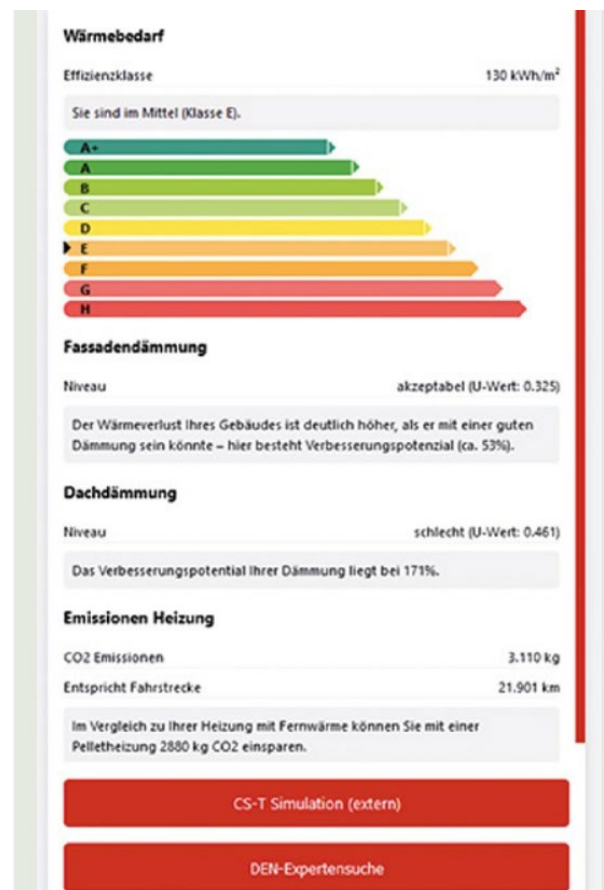 Wärmebedarf
Effizienzklasse 130 kWh/m²
Sie sind im Mittel (Klasse E).
A+
A
B
C
D
E
F
G
H
Fassadendämmung
Niveau akzeptabel (U-Wert: 0.325)
Der Wärmeverlust Ihres Gebäudes ist deutlich höher, als er mit einer guten
Dämmung sein könnte – hier besteht Verbesserungspotenzial (ca. 53%).
Dachdämmung
Niveau schlecht (U-Wert: 0.461)
Das Verbesserungspotential Ihrer Dämmung liegt bei 171%.
Emissionen Heizung
CO2 Emissionen 3.110 kg
Entspricht Fahrstrecke 21.901 km
Im Vergleich zu Ihrer Heizung mit Fernwärme können Sie mit einer
Pelletheizung 2880 kg CO2 einsparen.
CS-T Simulation (extern)
DEN-Expertensuche